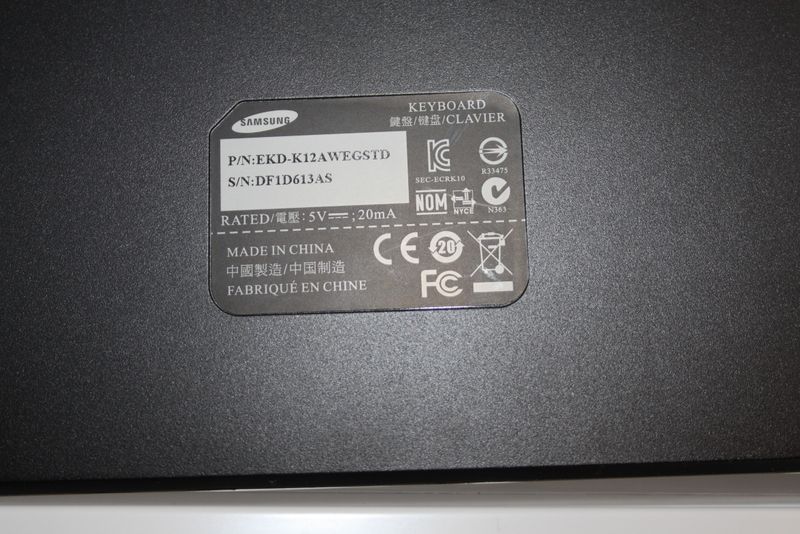 SAMSUNG
KEYBOARD
鍵盤/键盘/CLAVIER
P/N:EKD-K12AWEGSTD
S/N:DF1D613AS
SEC-ECRK10
R33475
NOM
NYCE
N363
RATED/電壓: 5V⎓; 20mA
MADE IN CHINA
中國製造/中国制造
FABRIQUÉ EN CHINE
CE
20
FC